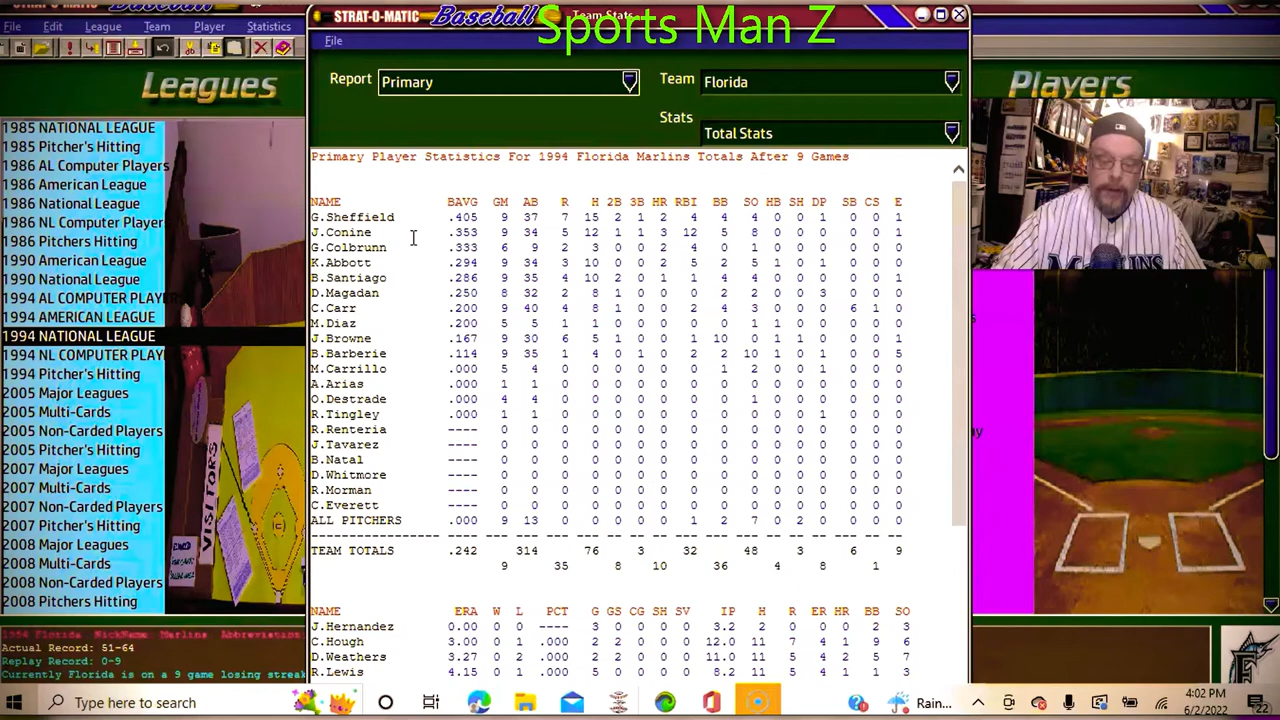 STRAT-O-MATIC Baseball Team Stats
Sports Man Z
File Edit League Team Player Statistics
File
Leagues
Players
Report Primary Team Florida
Stats Total Stats
1985 NATIONAL LEAGUE
1985 Pitcher's Hitting
1986 AL Computer Players
1986 American League
1986 National League
1986 NL Computer Player
1986 Pitchers Hitting
1990 American League
1990 National League
1994 AL COMPUTER PLAYER
1994 AMERICAN LEAGUE
1994 NATIONAL LEAGUE
1994 NL COMPUTER PLAY
1994 Pitcher's Hitting
2005 Major Leagues
2005 Multi-Cards
2005 Non-Carded Players
2005 Pitcher's Hitting
2007 Major Leagues
2007 Multi-Cards
2007 Non-Carded Players
2007 Pitcher's Hitting
2008 Major Leagues
2008 Multi-Cards
2008 Non-Carded Players
2008 Pitchers Hitting
VISITORS
Primary Player Statistics For 1994 Florida Marlins Totals After 9 Games
NAME BAVG GM AB R H 2B 3B HR RBI BB SO HB SH DP SB CS E
G.Sheffield .405 9 37 7 15 2 1 2 4 4 4 0 0 1 0 0 1
J.Conine .353 9 34 5 12 1 1 3 12 5 8 0 0 0 0 0 1
G.Colbrunn .333 6 9 2 3 0 0 2 4 0 1 0 0 0 0 0 0
K.Abbott .294 9 34 3 10 0 0 2 5 2 5 1 0 1 0 0 0
B.Santiago .286 9 35 4 10 2 0 1 1 4 4 0 0 0 0 0 1
D.Magadan .250 8 32 2 8 1 0 0 0 2 2 0 0 3 0 0 0
C.Carr .200 9 40 4 8 1 0 0 2 4 3 0 0 0 6 1 0
M.Diaz .200 5 5 1 1 0 0 0 0 0 1 1 0 0 0 0 0
J.Browne .167 9 30 6 5 1 0 0 1 10 0 1 1 0 0 0 1
B.Barberie .114 9 35 1 4 0 0 1 0 2 2 10 0 1 0 0 5
M.Carrillo .000 5 4 0 0 0 0 0 0 1 2 0 0 1 0 0 0
A.Arias .000 1 1 0 0 0 0 0 0 0 0 0 0 0 0 0 0
O.Destrade .000 4 4 0 0 0 0 0 0 0 1 0 0 0 0 0 0
R.Tingley .000 1 1 0 0 0 0 0 0 0 0 0 0 1 0 0 0
R.Renteria ---- 0 0 0 0 0 0 0 0 0 0 0 0 0 0 0 0
J.Tavarez ---- 0 0 0 0 0 0 0 0 0 0 0 0 0 0 0 0
B.Natal ---- 0 0 0 0 0 0 0 0 0 0 0 0 0 0 0 0
D.Whitmore ---- 0 0 0 0 0 0 0 0 0 0 0 0 0 0 0 0
R.Morman ---- 0 0 0 0 0 0 0 0 0 0 0 0 0 0 0 0
C.Everett ---- 0 0 0 0 0 0 0 0 0 0 0 0 0 0 0 0
ALL PITCHERS .000 9 13 0 0 0 0 0 1 2 7 0 2 0 0 0 0
TEAM TOTALS .242 314 76 3 32 48 3 6 9
9 35 8 10 36 4 8 1
NAME ERA W L PCT G GS CG SH SV IP H R ER HR BB SO
J.Hernandez 0.00 0 0 ---- 3 0 0 0 0 3.2 2 0 0 0 2 3
C.Hough 3.00 0 1 .000 2 2 0 0 0 12.0 11 7 4 1 9 6
D.Weathers 3.27 0 2 .000 2 2 0 0 0 11.0 11 5 4 2 5 7
R.Lewis 4.15 0 1 .000 5 0 0 0 0 8.2 11 5 4 1 1 3
1994 Florida NickName Marlins Abbreviation
Actual Record: 51-64
Replay Record: 0-9
Currently Florida is on a 9 game losing streak
Type here to search
Rain...
4:02 PM
6/2/2022
22